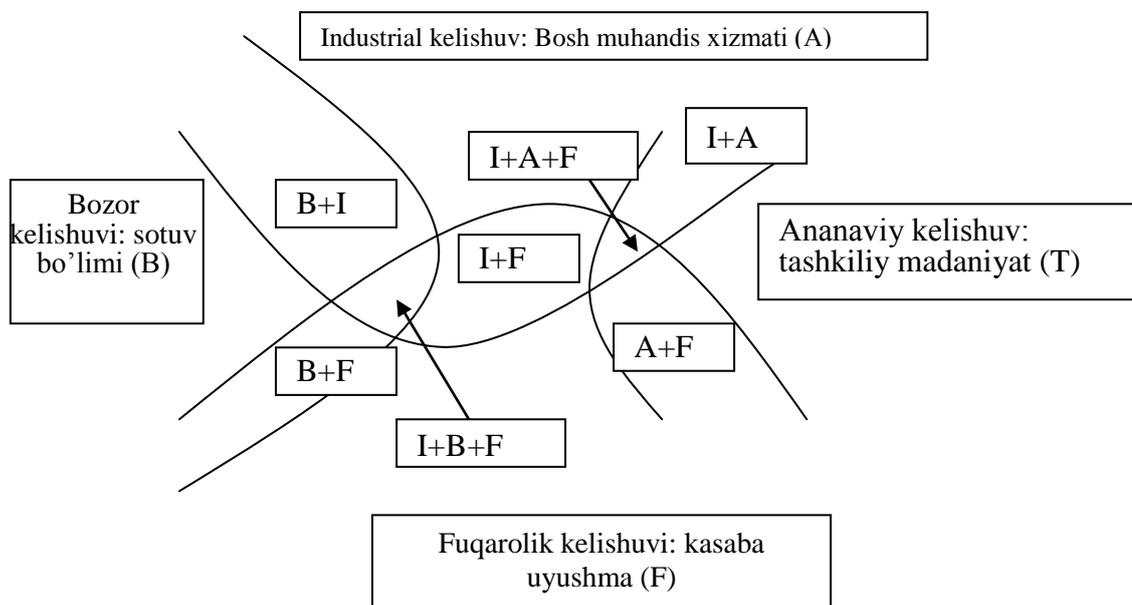 Industrial kelishuv: Bosh muhandis xizmati (A)
I+A
I+A+F
Bozor
kelishuvi: sotuv
bo’limi (B)
B+I
Ananaviy kelishuv:
tashkiliy madaniyat (T)
I+F
A+F
B+F
I+B+F
Fuqarolik kelishuvi: kasaba
uyushma (F)